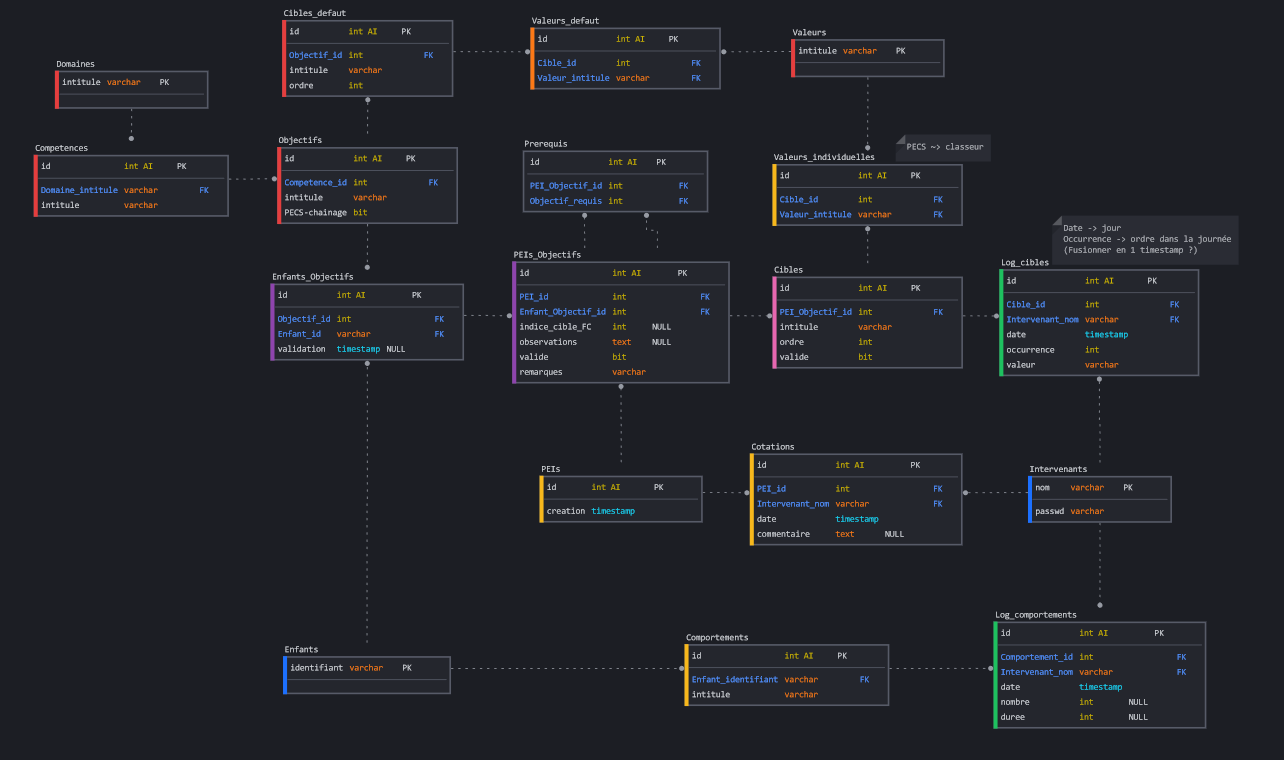 Cibles_defaut
id int AI PK
Objectif_id int FK
intitule varchar
ordre int
Valeurs_defaut
id int AI PK
Cible_id int FK
Valeur_intitule varchar FK
Valeurs
intitule varchar PK
Domaines
intitule varchar PK
Competences
id int AI PK
Domaine_intitule varchar FK
intitule varchar
Objectifs
id int AI PK
Competence_id int FK
intitule varchar
PECS-chainage bit
Prerequis
id int AI PK
PEI_Objectif_id int FK
Objectif_requis int FK
PECS ~> classeur
Valeurs_individuelles
id int AI PK
Cible_id int FK
Valeur_intitule varchar FK
Date -> jour
Occurrence -> ordre dans la journée
(Fusionner en 1 timestamp ?)
Enfants_Objectifs
id int AI PK
Objectif_id int FK
Enfant_id varchar FK
validation timestamp NULL
PEIs_Objectifs
id int AI PK
PEI_id int FK
Enfant_Objectif_id int FK
indice_cible_FC int NULL
observations text NULL
valide bit
remarques varchar
Cibles
id int AI PK
PEI_Objectif_id int FK
intitule varchar
ordre int
valide bit
Log_cibles
id int AI PK
Cible_id int FK
Intervenant_nom varchar FK
date timestamp
occurrence int
valeur varchar
PEIs
id int AI PK
creation timestamp
Cotations
id int AI PK
PEI_id int FK
Intervenant_nom varchar FK
date timestamp
commentaire text NULL
Intervenants
nom varchar PK
passwd varchar
Enfants
identifiant varchar PK
Comportements
id int AI PK
Enfant_identifiant varchar FK
intitule varchar
Log_comportements
id int AI PK
Comportement_id int FK
Intervenant_nom varchar FK
date timestamp
nombre int NULL
duree int NULL